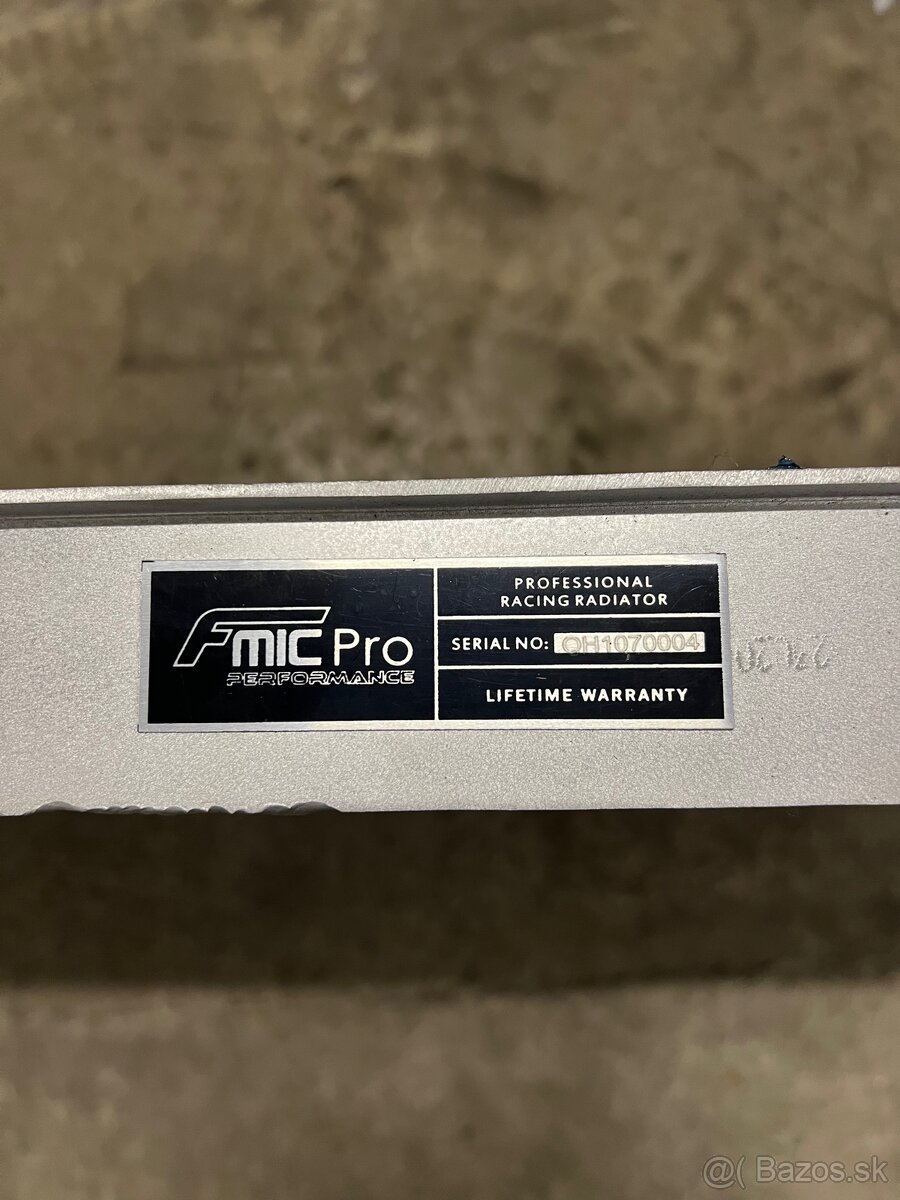 FMIC Pro
PERFORMANCE
PROFESSIONAL
RACING RADIATOR
SERIAL NO: QH1070004
LIFETIME WARRANTY
@( Bazos.sk